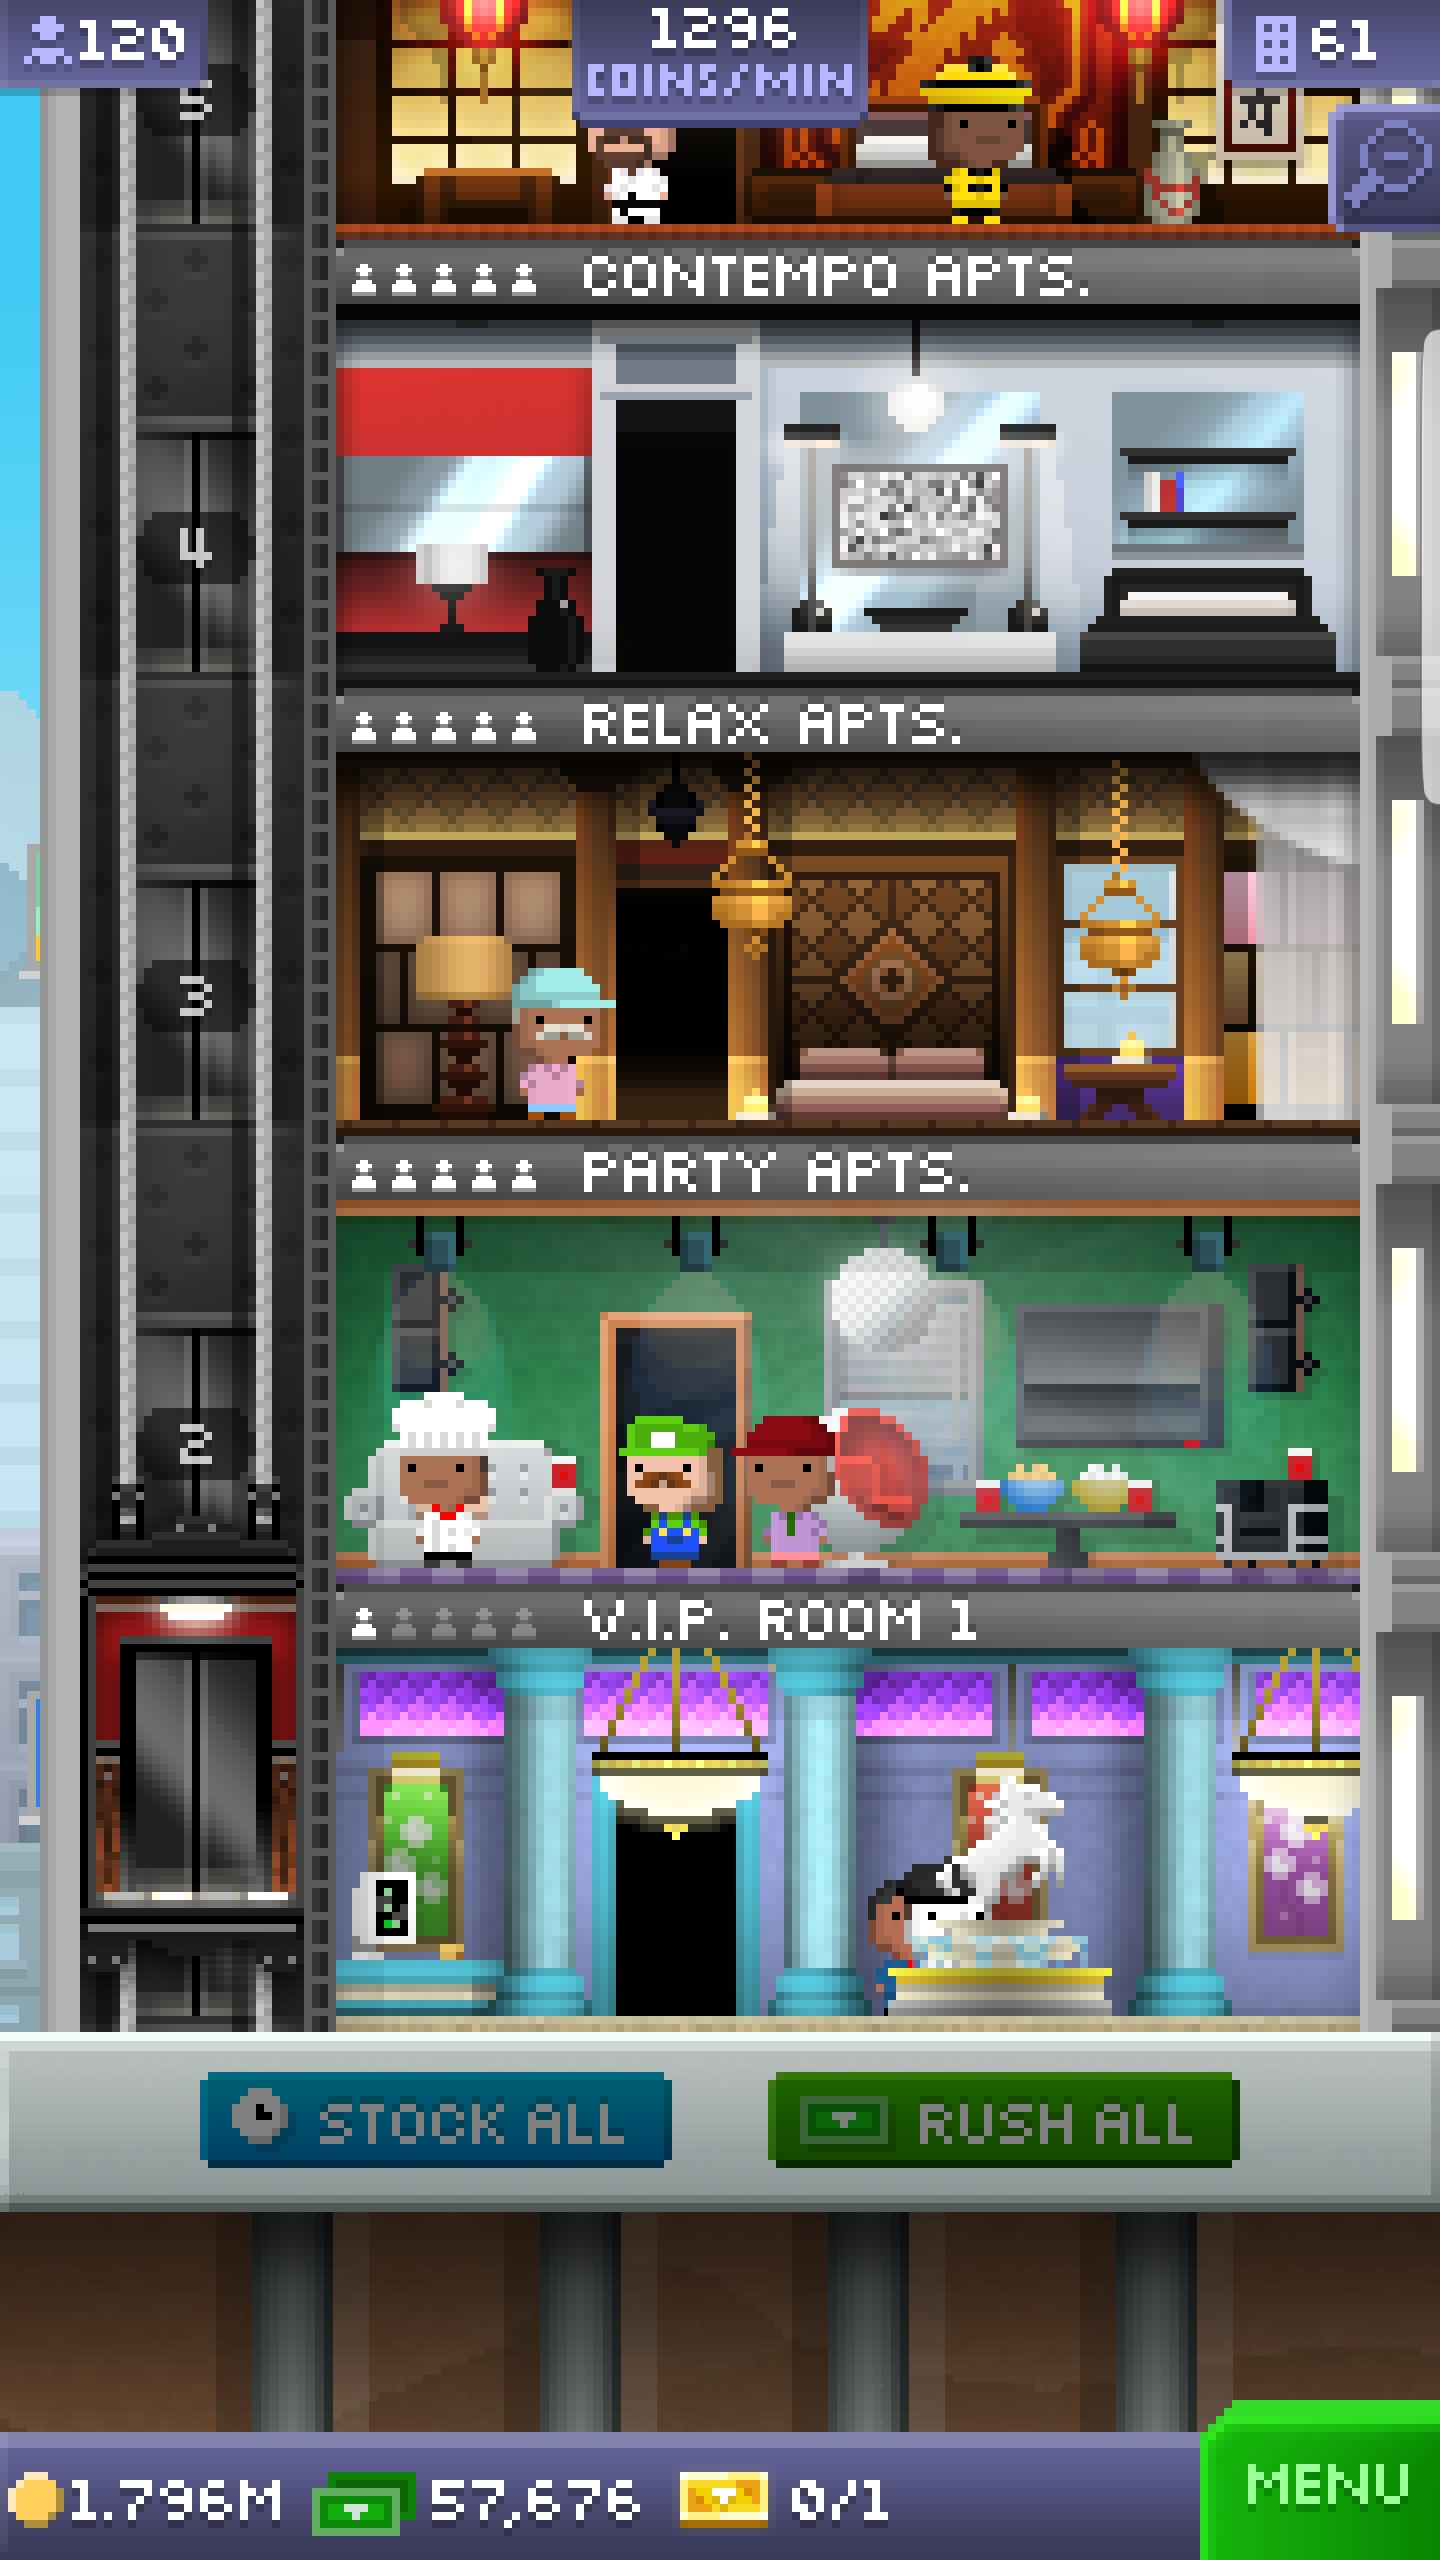 120
1296
COINS/MIN
61
5
CONTEMPO APTS.
4
RELAX APTS.
3
PARTY APTS.
2
V.I.P. ROOM 1
STOCK ALL
RUSH ALL
1.796M
57,676
0/1
MENU